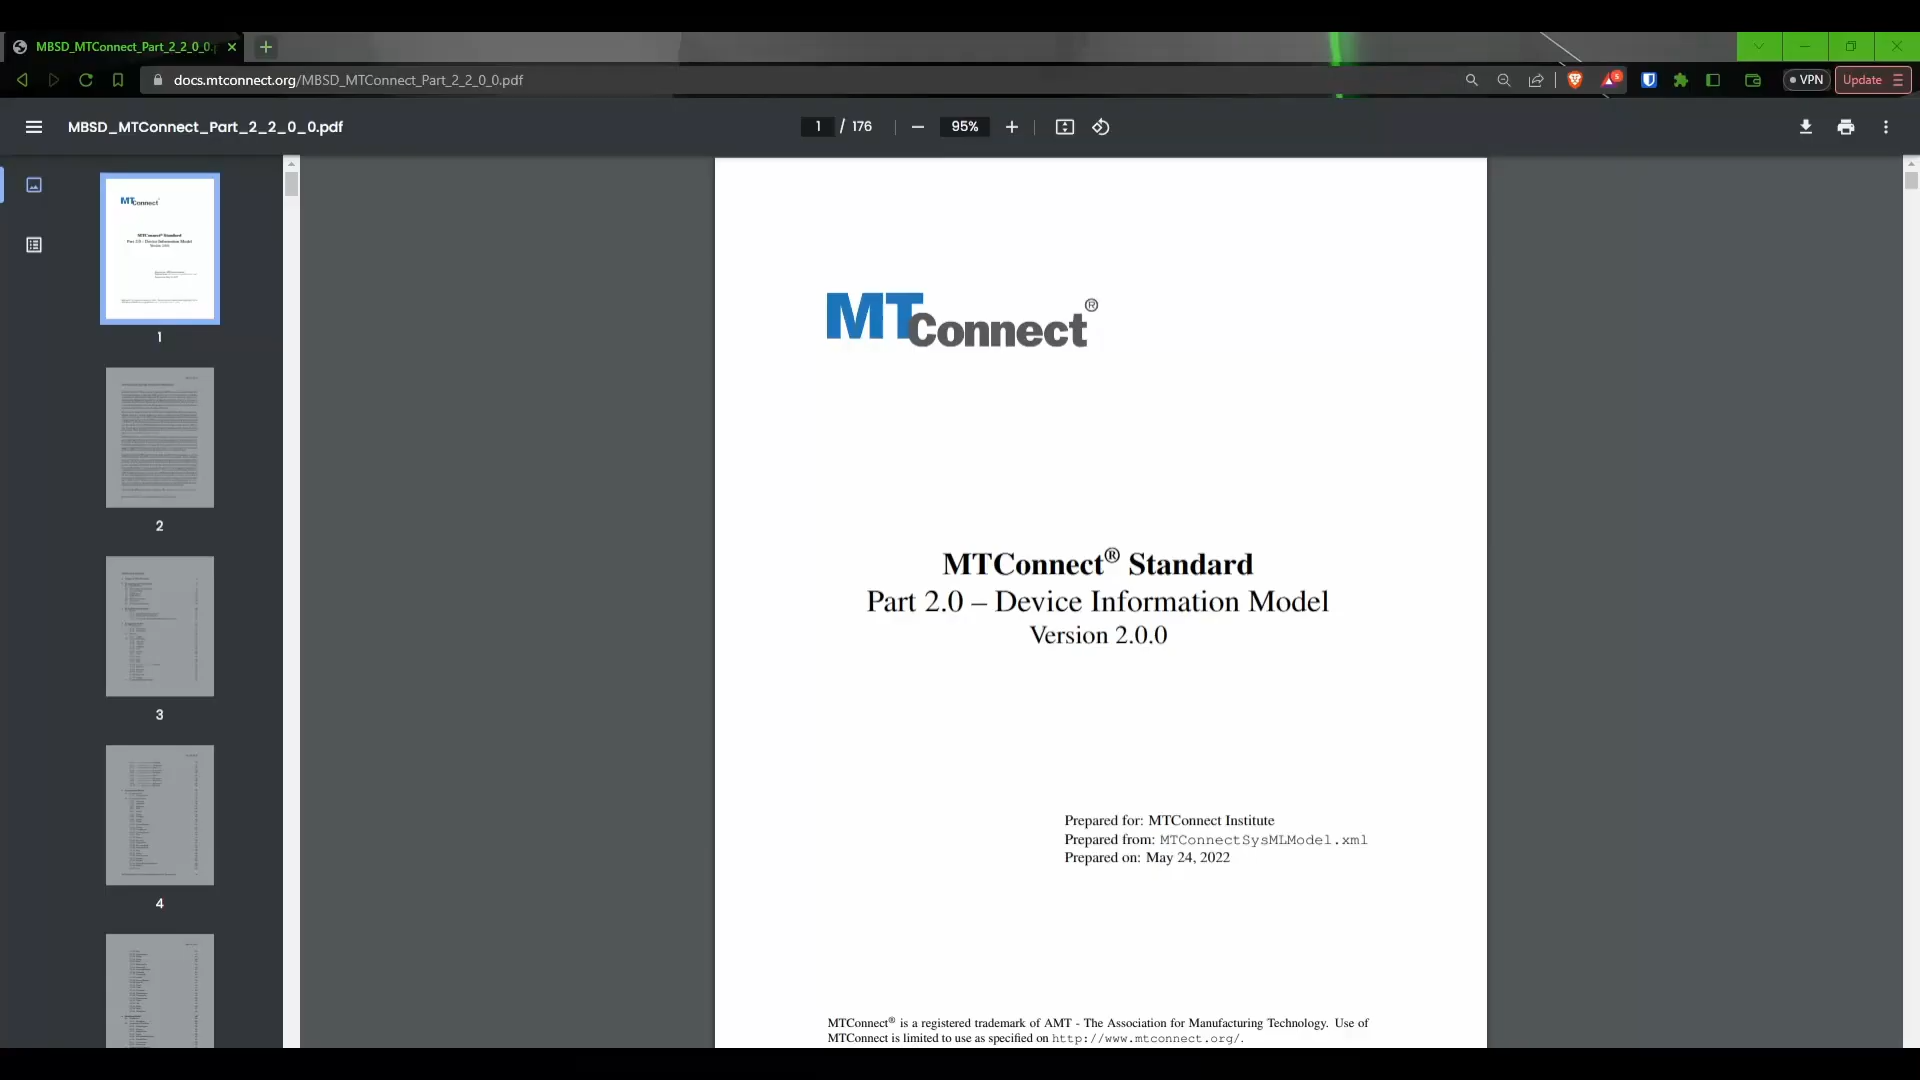 MBSD_MTConnect_Part_2_2_0_0.p
docs.mtconnect.org/MBSD_MTConnect_Part_2_2_0_0.pdf
VPN
Update
MBSD_MTConnect_Part_2_2_0_0.pdf
1 / 176
95%
MTConnect®
1
2
3
4
MTConnect®
MTConnect® Standard
Part 2.0 – Device Information Model
Version 2.0.0
Prepared for: MTConnect Institute
Prepared from: MTConnectSysMLModel.xml
Prepared on: May 24, 2022
MTConnect® is a registered trademark of AMT - The Association for Manufacturing Technology. Use of
MTConnect is limited to use as specified on http://www.mtconnect.org/.